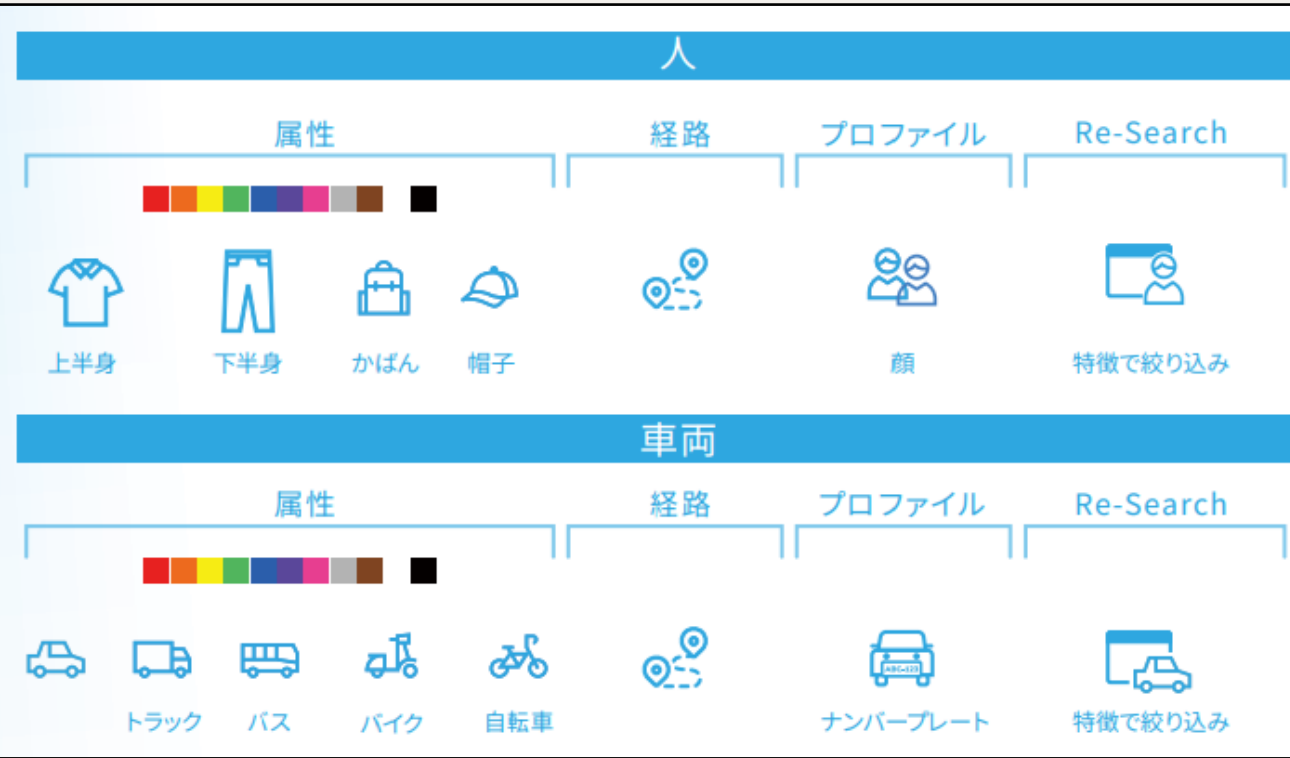 人
属性 経路 プロファイル Re-Search
上半身 下半身 かばん 帽子 顔 特徴で絞り込み
車両
属性 経路 プロファイル Re-Search
ABC-123
トラック バス バイク 自転車 ナンバープレート 特徴で絞り込み